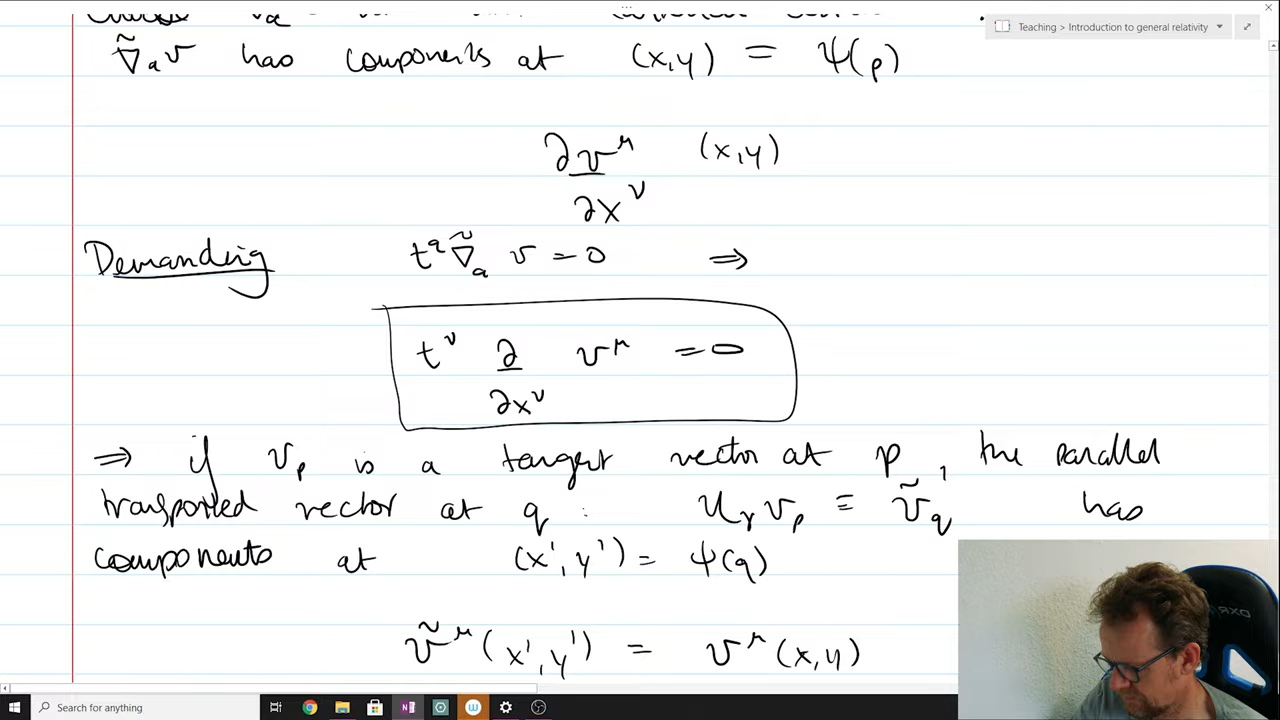 Teaching > Introduction to general relativity
∇̃ₐv has components at (x,y) = Ψ(p)
∂v^μ (x,y)
∂x^ν
Demanding t^a ∇̃ₐ v = 0 ⇒
t^ν ∂ v^μ = 0
∂x^ν
⇒ if v_p is a tangent vector at p, the parallel
transported vector at q : U_γ v_p ≡ ṽ_q has
components at (x', y') = Ψ(q)
ṽ^μ (x', y') = v^μ (x,y)
DXR
Search for anything